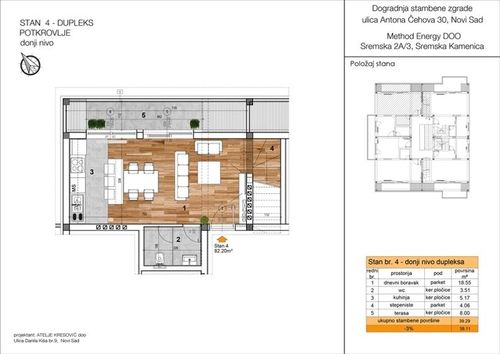 STAN 4 - DUPLEKS
POTKROVLJE
donji nivo
Dogradnja stambene zgrade
ulica Antona Čehova 30, Novi Sad
Method Energy DOO
Sremska 2A/3, Sremska Kamenica
Položaj stana
5
4
3
MS
1
2
Stan 4
82.20m²
Stan br. 4 - donji nivo dupleksa
redni br. prostorija pod povrsina m²
1 dnevni boravak parket 18.55
2 wc ker pločice 3.51
3 kuhinja ker pločice 5.17
4 stepeniste parket 4.06
5 terasa ker pločice 8.00
ukupno stambene površine 39.29
-3% 38.11
projektant: ATELJE KRESOVIĆ doo
Ulica Danila Kiša br.9, Novi Sad